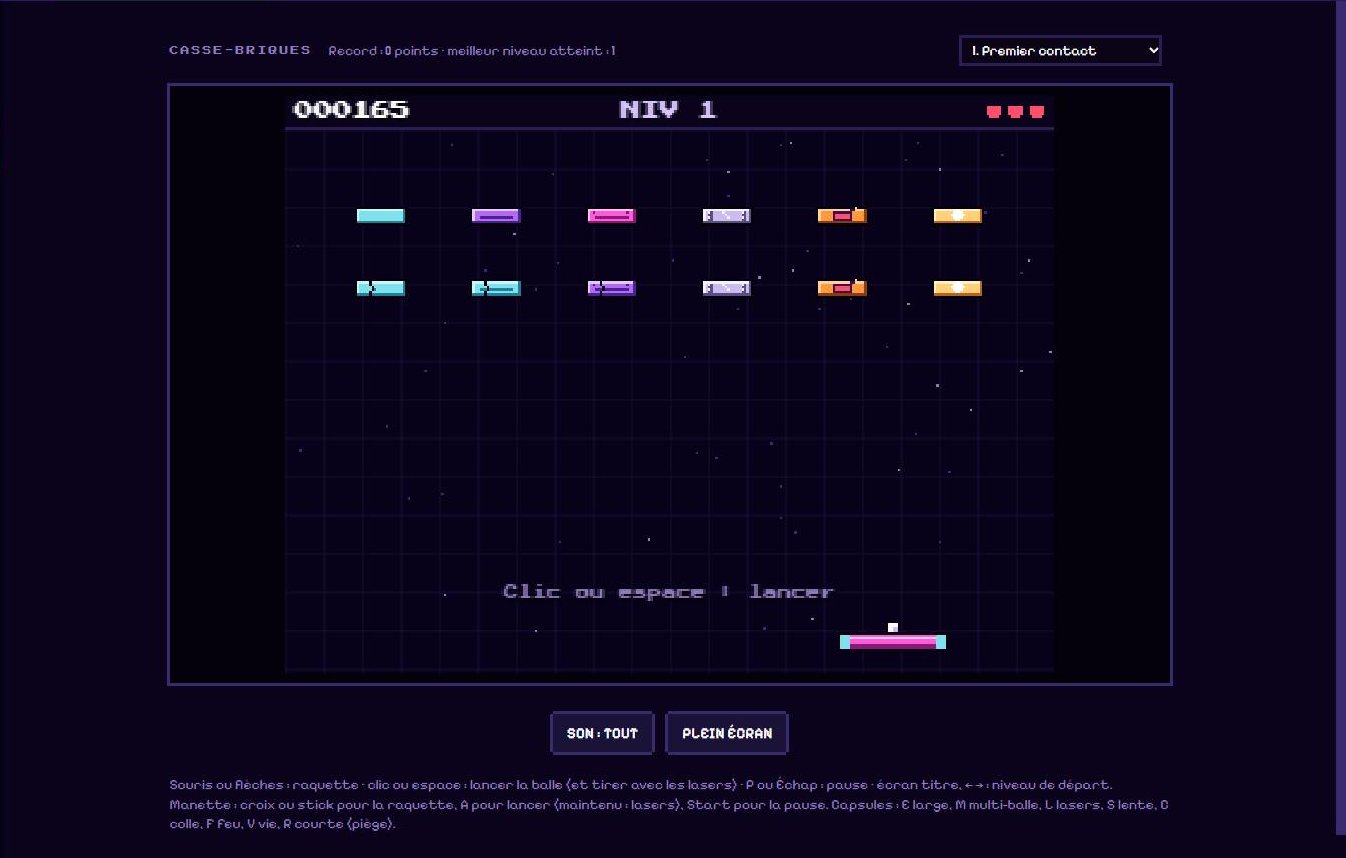 CASSE-BRIQUES Record : 0 points · meilleur niveau atteint : 1
1. Premier contact
000165 NIV 1
Clic ou espace : lancer
SON : TOUT PLEIN ÉCRAN
Souris ou flèches : raquette · clic ou espace : lancer la balle (et tirer avec les lasers) · P ou Échap : pause · écran titre, ←→ : niveau de départ.
Manette : croix ou stick pour la raquette, A pour lancer (maintenu : lasers), Start pour la pause. Capsules : E large, M multi-balle, L lasers, S lente, C
colle, F feu, V vie, R courte (piège).